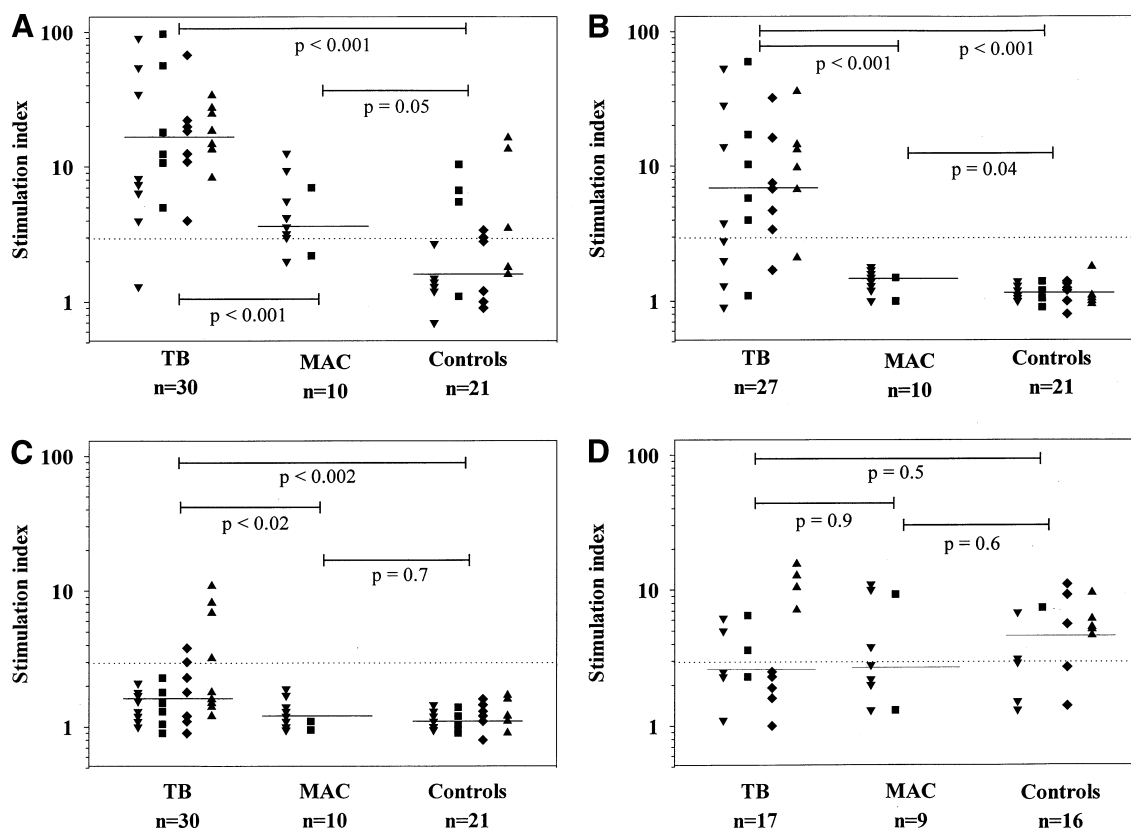 A
100
10
1
Stimulation index
p < 0.001
p = 0.05
p < 0.001
TB
n=30
MAC
n=10
Controls
n=21
B
100
10
1
Stimulation index
p < 0.001
p < 0.001
p = 0.04
TB
n=27
MAC
n=10
Controls
n=21
C
100
10
1
Stimulation index
p < 0.002
p < 0.02
p = 0.7
TB
n=30
MAC
n=10
Controls
n=21
D
100
10
1
Stimulation index
p = 0.5
p = 0.9
p = 0.6
TB
n=17
MAC
n=9
Controls
n=16